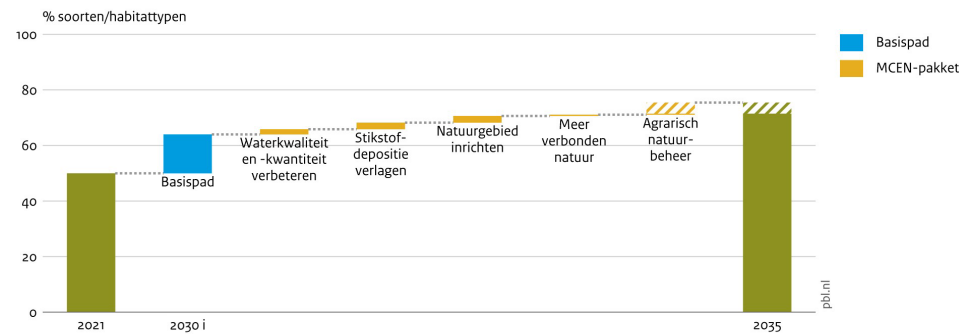 % soorten/habitattypen
100
80
60
40
20
0
Basispad
Waterkwaliteit
en -kwantiteit
verbeteren
Stikstof-
depositie
verlagen
Natuurgebied
inrichten
Meer
verbonden
natuur
Agrarisch
natuur-
beheer
2021
2030 i
2035
Basispad
MCEN-pakket
pbl.nl